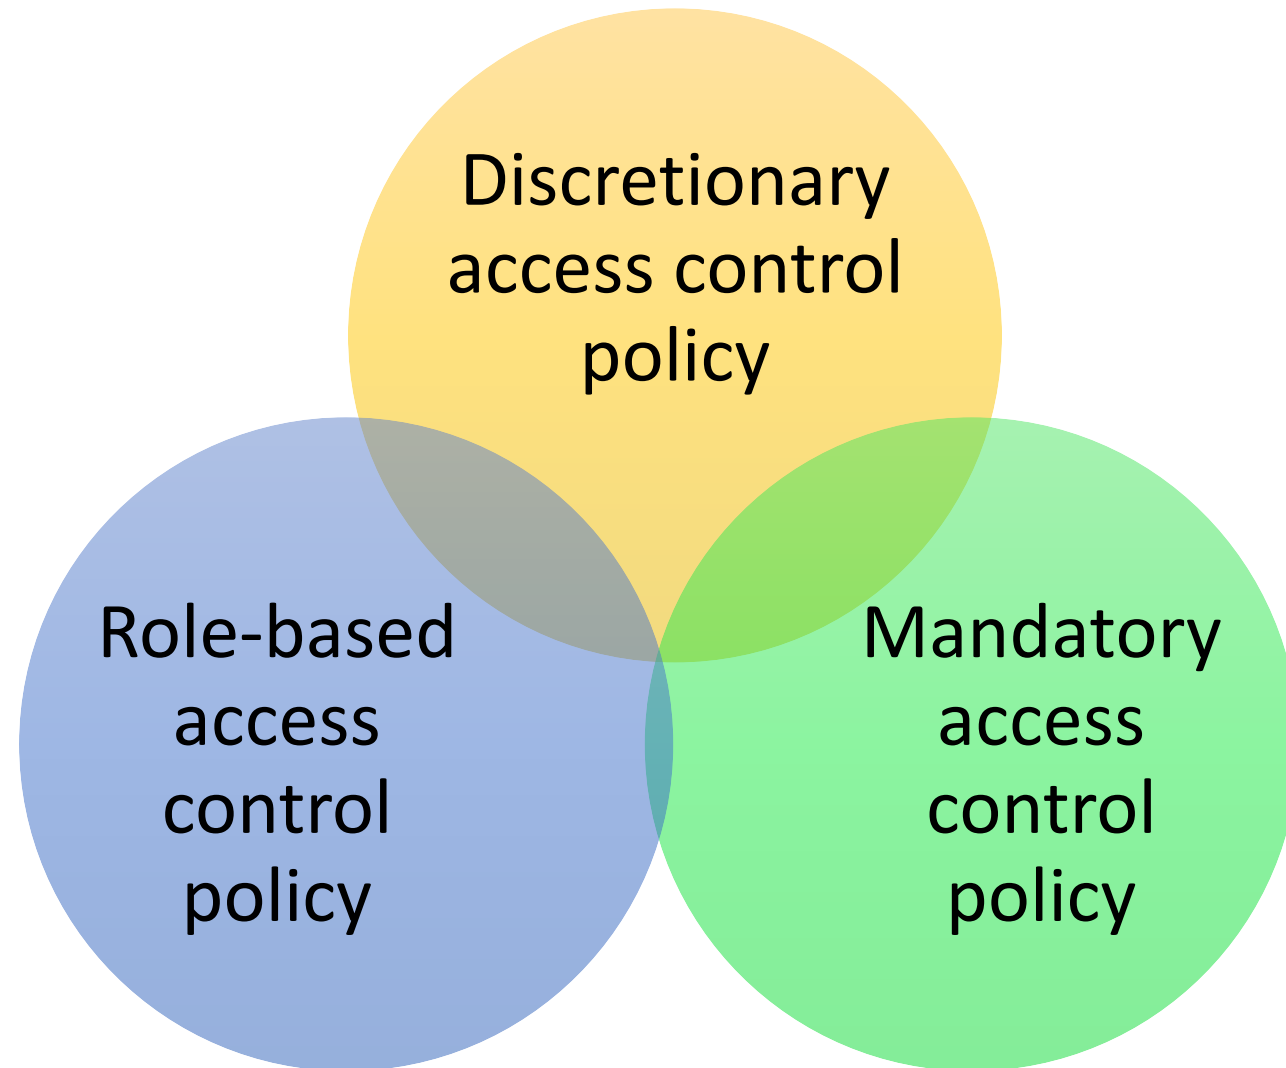 Discretionary
access control
policy
Role-based
access
control
policy
Mandatory
access
control
policy